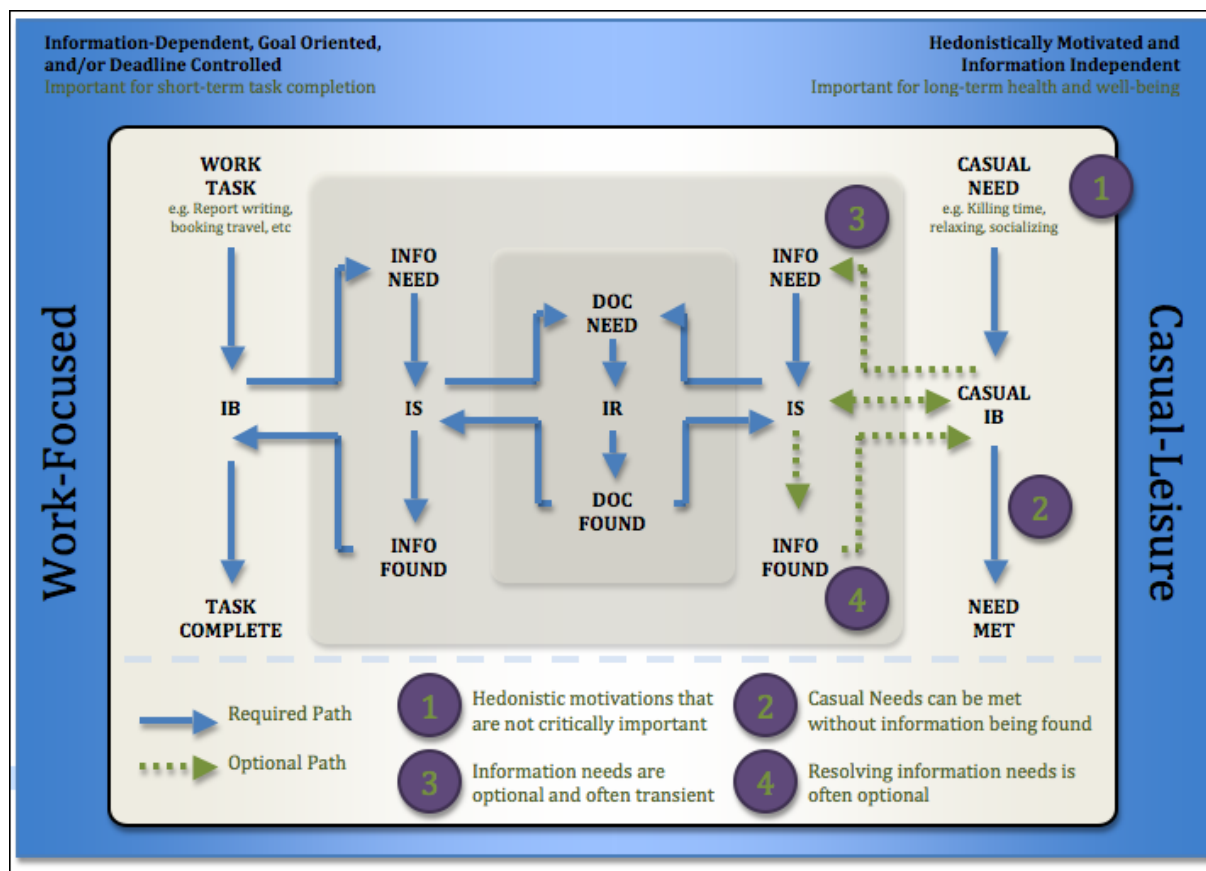 Information-Dependent, Goal Oriented,
and/or Deadline Controlled
Important for short-term task completion
Hedonistically Motivated and
Information Independent
Important for long-term health and well-being
Work-Focused
WORK
TASK
e.g. Report writing,
booking travel, etc
IB
TASK
COMPLETE
INFO
NEED
IS
INFO
FOUND
DOC
NEED
IR
DOC
FOUND
3
INFO
NEED
IS
INFO
FOUND
4
CASUAL
NEED
e.g. Killing time,
relaxing, socializing
1
CASUAL
IB
2
NEED
MET
Casual-Leisure
Required Path
Optional Path
1
Hedonistic motivations that
are not critically important
2
Casual Needs can be met
without information being found
3
Information needs are
optional and often transient
4
Resolving information needs is
often optional